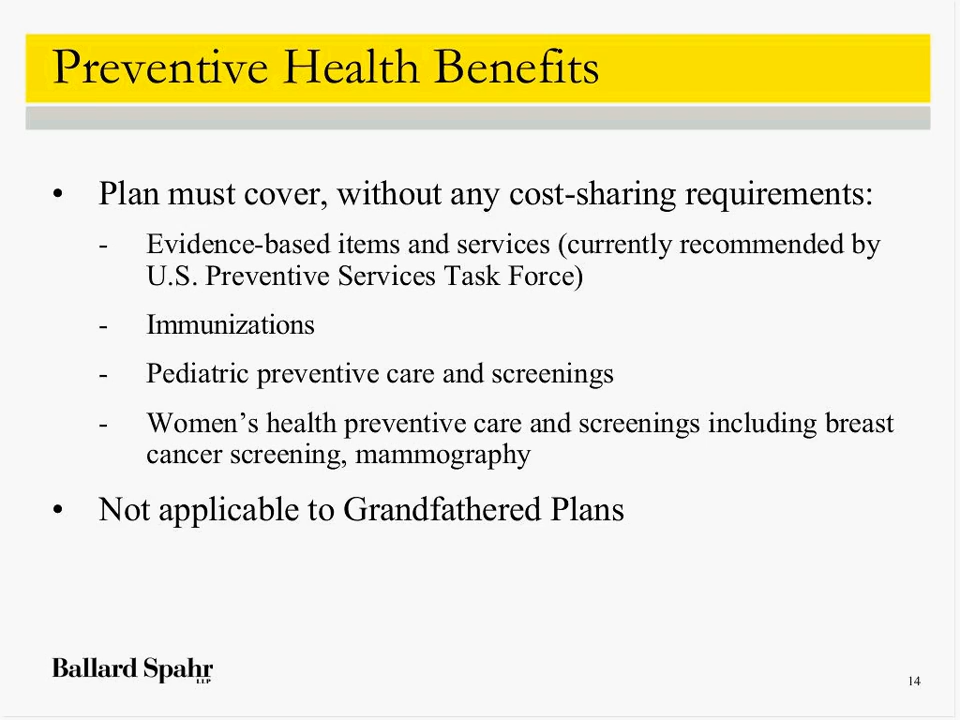 Preventive Health Benefits
• Plan must cover, without any cost-sharing requirements:
- Evidence-based items and services (currently recommended by
U.S. Preventive Services Task Force)
- Immunizations
- Pediatric preventive care and screenings
- Women’s health preventive care and screenings including breast
cancer screening, mammography
• Not applicable to Grandfathered Plans
Ballard Spahr
LLP
14